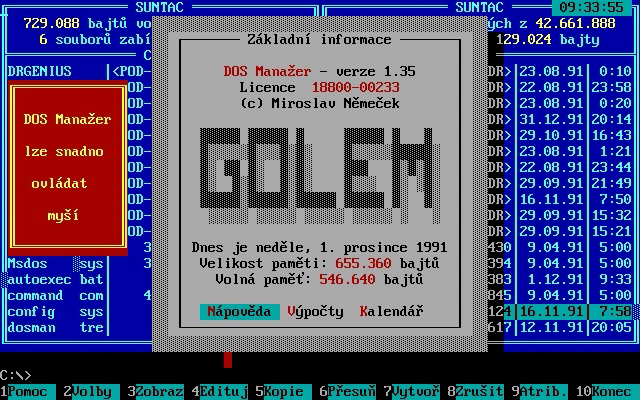 SUNTAC
SUNTAC
09:33:55
729.088 bajtů vo
ých z 42.661.888
6 souborů zabí
129.024 bajty
Základní informace
DOS Manažer - verze 1.35
Licence 18800-00233
(c) Miroslav Němeček
GOLEM
Dnes je neděle, 1. prosince 1991
Velikost paměti: 655.360 bajtů
Volná paměť: 546.640 bajtů
Nápověda Výpočty Kalendář
DOS Manažer
lze snadno
ovládat
myší
DRGENIUS <POD-
Msdos sys
autoexec bat
command com 4
config sys
dosman tre
DR> 23.08.91 0:10
DR> 22.08.91 23:58
DR> 23.08.91 0:20
DR> 31.12.91 20:14
DR> 29.10.91 16:43
DR> 23.08.91 1:21
DR> 22.08.91 23:44
DR> 29.09.91 21:49
DR> 16.11.91 7:50
DR> 29.09.91 15:32
DR> 29.09.91 15:21
430 9.04.91 5:00
394 9.04.91 5:00
383 1.12.91 9:33
845 9.04.91 5:00
124 16.11.91 7:58
617 12.11.91 20:05
C:\>
1Pomoc 2Volby 3Zobraz 4Edituj 5Kopie 6Přesuň 7Vytvoř 8Zrušit 9Atrib. 10Konec